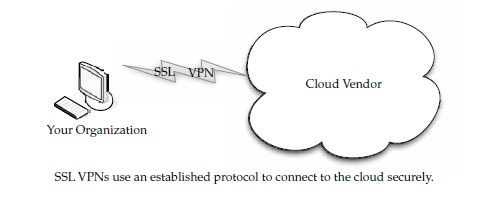 SSL VPN
Cloud Vendor
Your Organization
SSL VPNs use an established protocol to connect to the cloud securely.